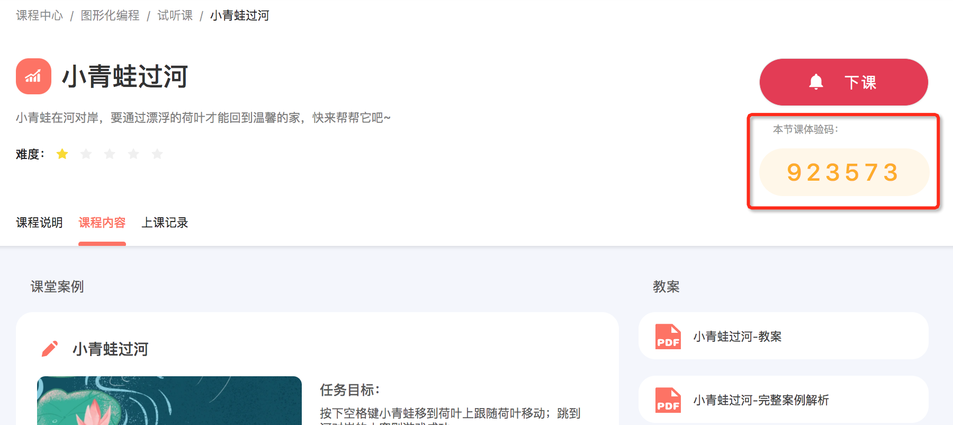 课程中心 / 图形化编程 / 试听课 / 小青蛙过河
小青蛙过河
下课
小青蛙在河对岸，要通过漂浮的荷叶才能回到温馨的家，快来帮帮它吧~
本节课体验码：
难度：
923573
课程说明 课程内容 上课记录
课堂案例
教案
小青蛙过河
PDF 小青蛙过河-教案
任务目标：
PDF 小青蛙过河-完整案例解析
按下空格键小青蛙移到荷叶上跟随荷叶移动；跳到